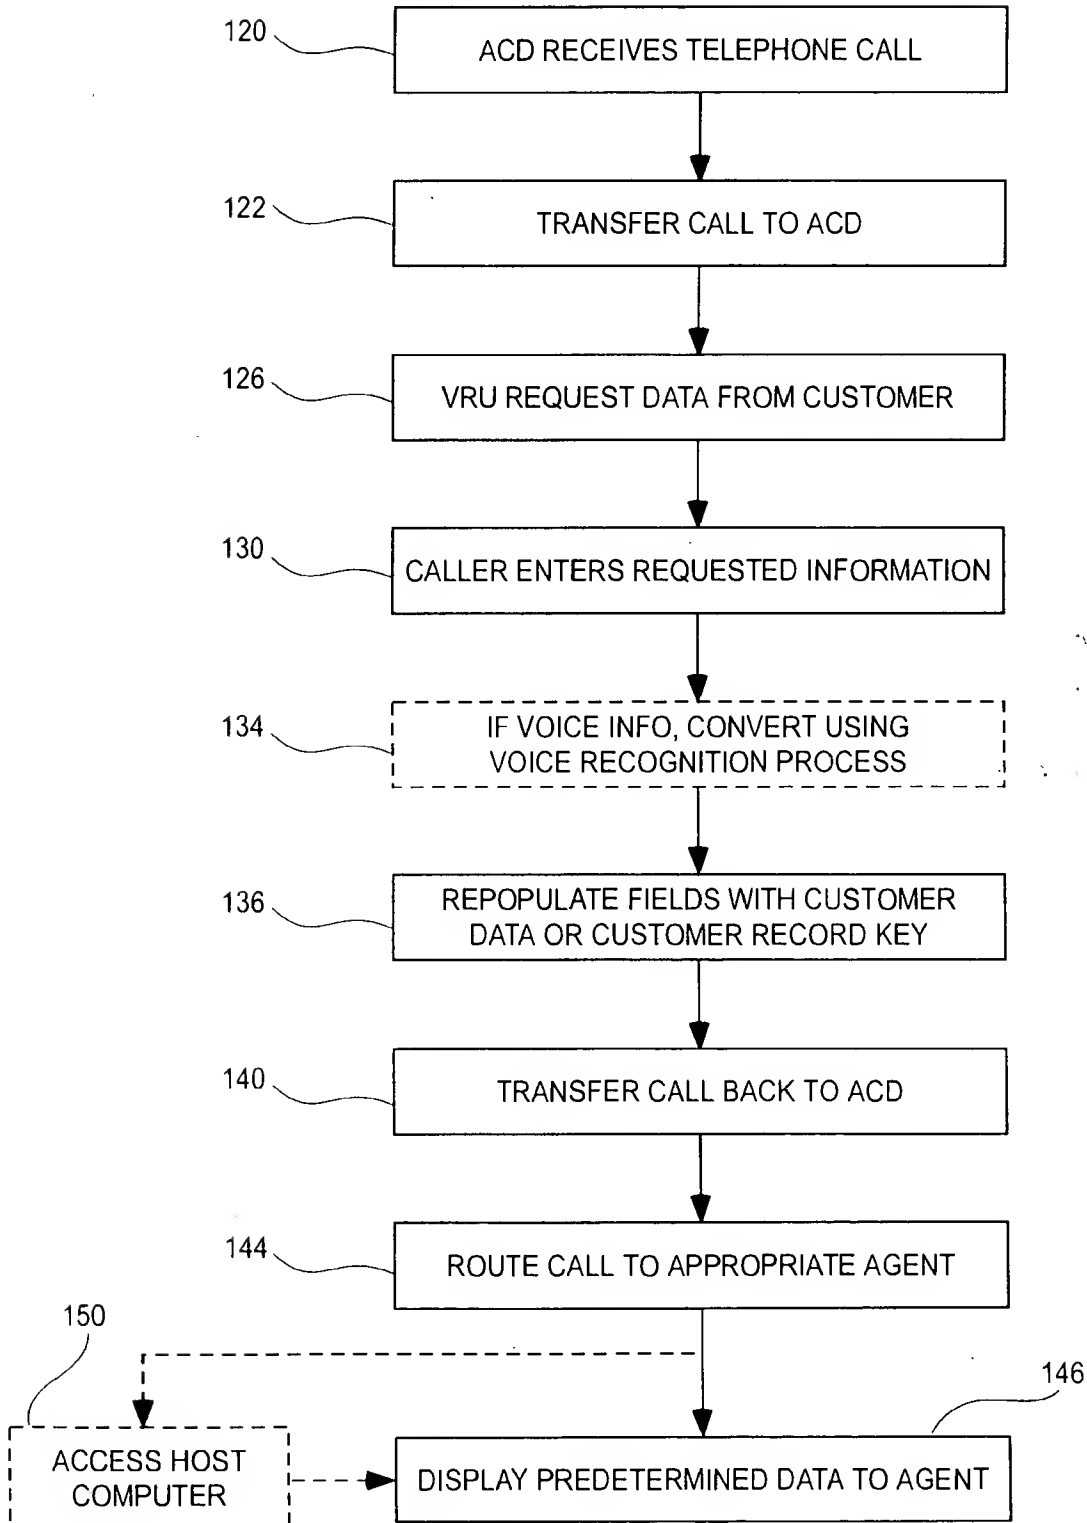 120
ACD RECEIVES TELEPHONE CALL
122
TRANSFER CALL TO ACD
126
VRU REQUEST DATA FROM CUSTOMER
130
CALLER ENTERS REQUESTED INFORMATION
134
IF VOICE INFO, CONVERT USING
VOICE RECOGNITION PROCESS
136
REPOPULATE FIELDS WITH CUSTOMER
DATA OR CUSTOMER RECORD KEY
140
TRANSFER CALL BACK TO ACD
144
ROUTE CALL TO APPROPRIATE AGENT
150
146
ACCESS HOST
COMPUTER
DISPLAY PREDETERMINED DATA TO AGENT